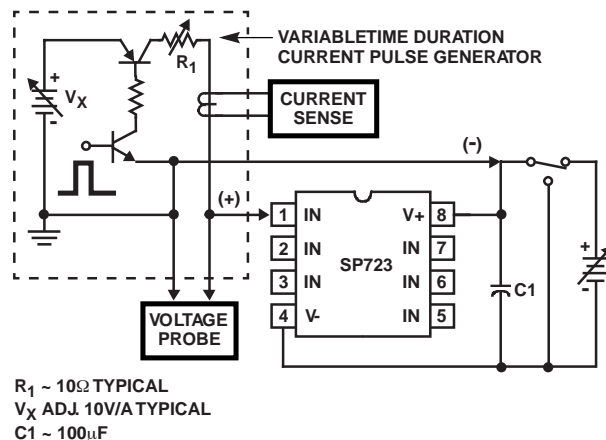 VARIABLETIME DURATION
CURRENT PULSE GENERATOR
+
VX
-
R1
CURRENT
SENSE
(-)
(+)
1 IN
2 IN
3 IN
4 V-
SP723
V+ 8
IN 7
IN 6
IN 5
C1
+
-
VOLTAGE
PROBE
R1 ~ 10Ω TYPICAL
VX ADJ. 10V/A TYPICAL
C1 ~ 100μF